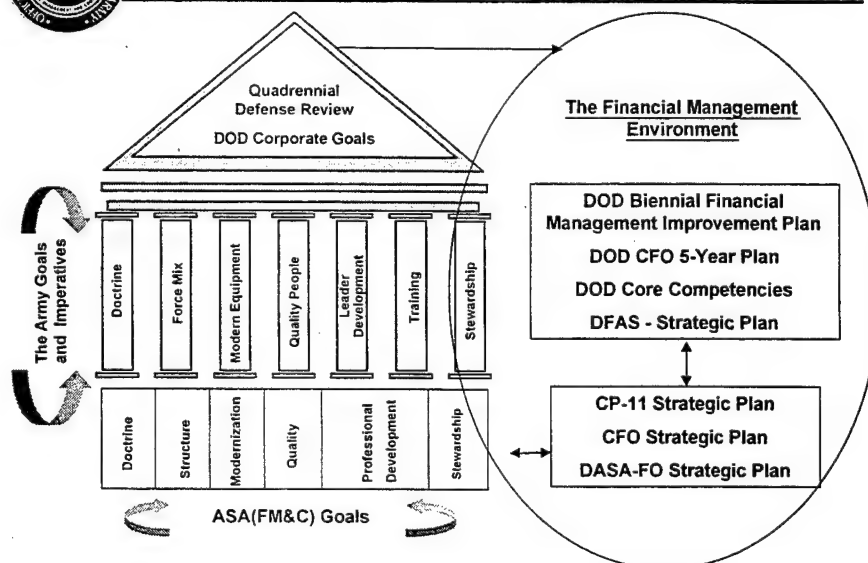 ARMY
OFFIC
Quadrennial
Defense Review
DOD Corporate Goals
The Army Goals
and Imperatives
Doctrine
Force Mix
Modern Equipment
Quality People
Leader
Development
Training
Stewardship
Doctrine
Structure
Modernization
Quality
Professional
Development
Stewardship
ASA(FM&C) Goals
The Financial Management
Environment
DOD Biennial Financial
Management Improvement Plan
DOD CFO 5-Year Plan
DOD Core Competencies
DFAS - Strategic Plan
CP-11 Strategic Plan
CFO Strategic Plan
DASA-FO Strategic Plan